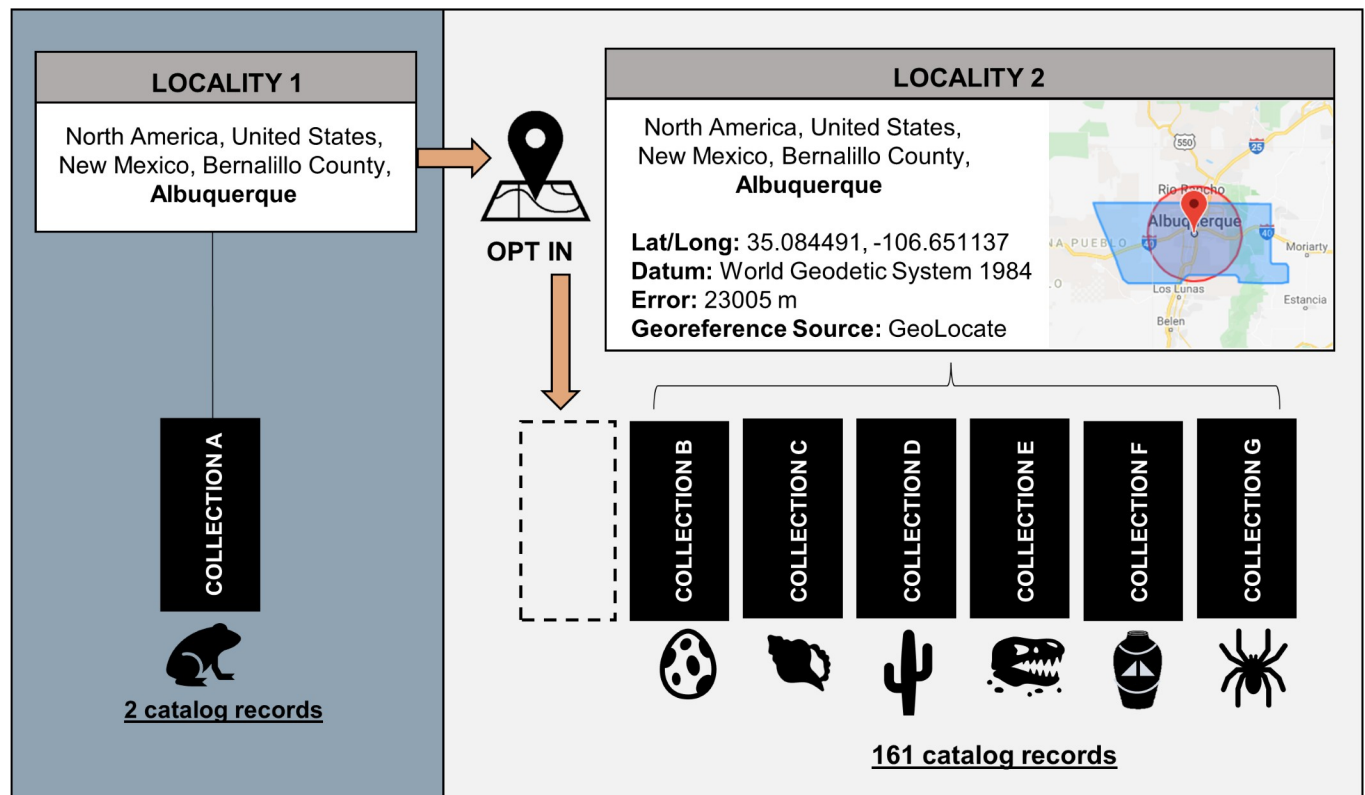 LOCALITY 1
North America, United States,
New Mexico, Bernalillo County,
Albuquerque
OPT IN
LOCALITY 2
North America, United States,
New Mexico, Bernalillo County,
Albuquerque
Lat/Long: 35.084491, -106.651137
Datum: World Geodetic System 1984
Error: 23005 m
Georeference Source: GeoLocate
550
25
Rio Rancho
Albuquerque
NA PUEBLO
40
40
Moriarty
LO
Los Lunas
Estancia
Belen
COLLECTION A
COLLECTION B
COLLECTION C
COLLECTION D
COLLECTION E
COLLECTION F
COLLECTION G
2 catalog records
161 catalog records